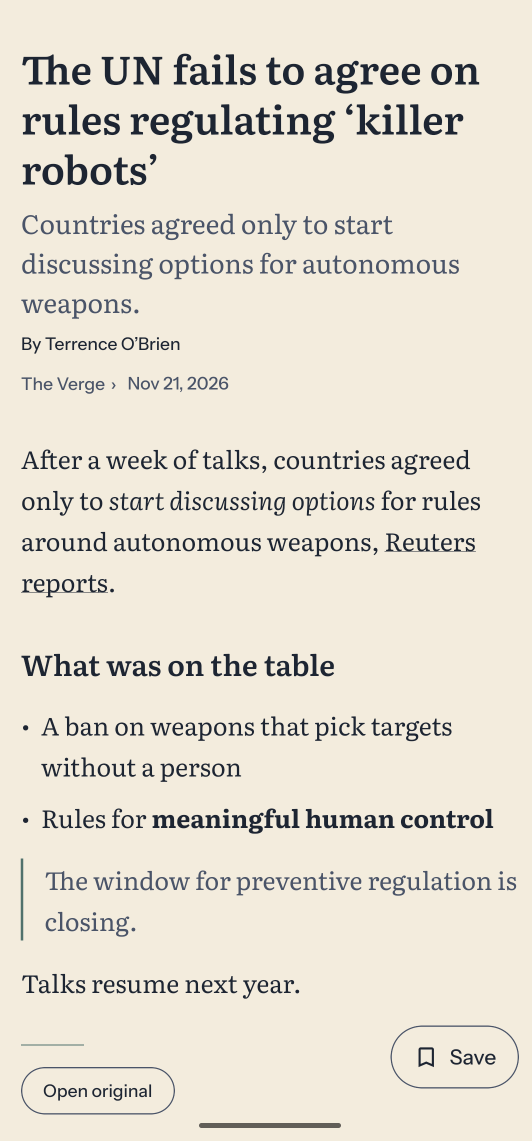 The UN fails to agree on
rules regulating ‘killer
robots’
Countries agreed only to start
discussing options for autonomous
weapons.
By Terrence O’Brien
The Verge › Nov 21, 2026
After a week of talks, countries agreed
only to start discussing options for rules
around autonomous weapons, Reuters
reports.
What was on the table
• A ban on weapons that pick targets
without a person
• Rules for meaningful human control
The window for preventive regulation is
closing.
Talks resume next year.
Save
Open original